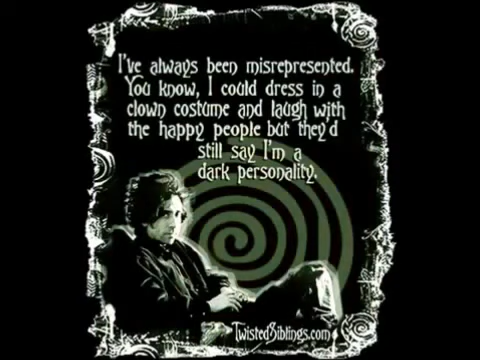 I've always been misrepresented.
You know, I could dress in a
clown costume and laugh with
the happy people but they'd
still say I'm a
dark personality.
TwistedSiblings.com